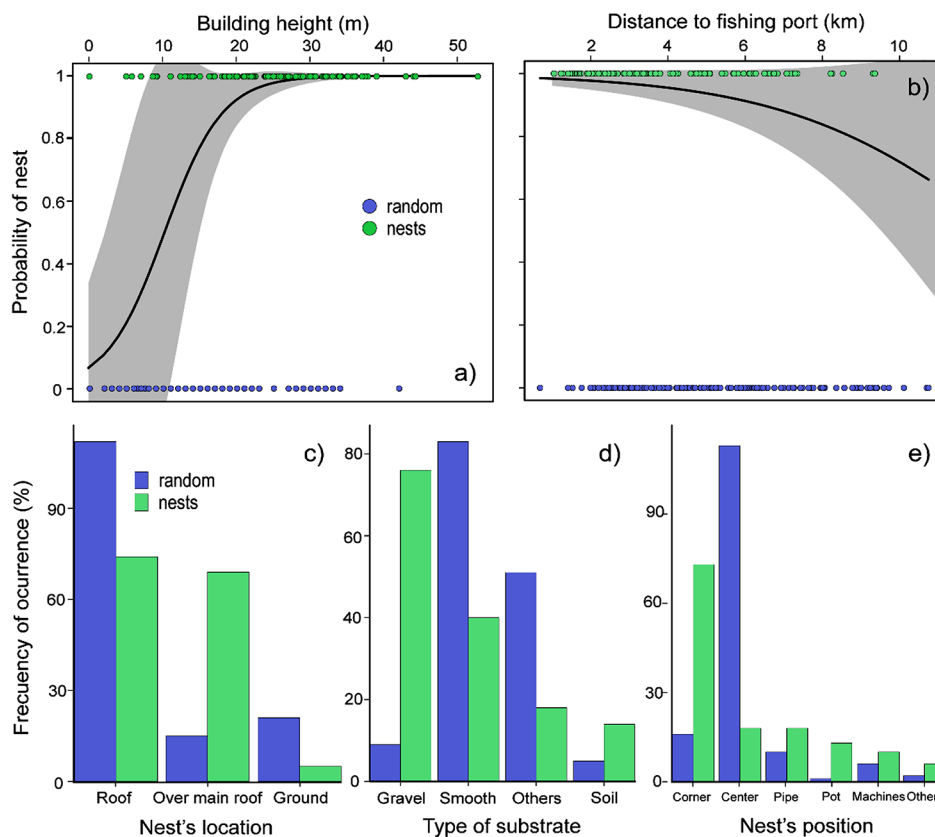 Building height (m)
0 10 20 30 40 50
Distance to fishing port (km)
2 4 6 8 10
Probability of nest
1
0.8
0.6
0.4
0.2
0
random
nests
a)
b)
Frecuency of ocurrence (%)
90
60
30
0
c)
random
nests
Roof Over main roof Ground
Nest's location
80
60
40
20
0
d)
Gravel Smooth Others Soil
Type of substrate
90
60
30
0
e)
Corner Center Pipe Pot Machines Other
Nest's position